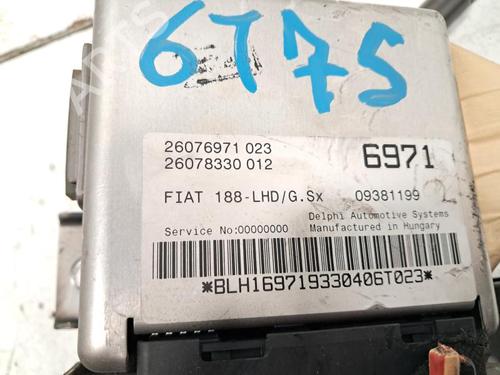 6T75
26076971 023
26078330 012
6971
FIAT 188-LHD/G.Sx 09381199
Delphi Automotive Systems
Service No:00000000 Manufactured in Hungary
*BLH169719330406T023*